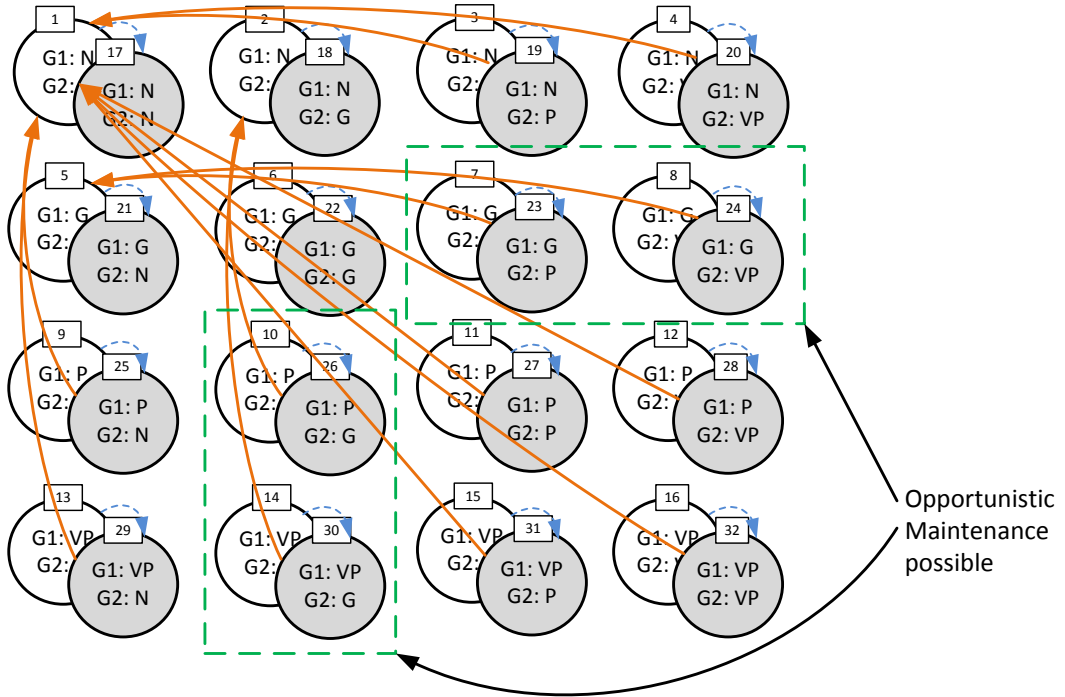 1
2
3
4
17
18
19
20
G1: N
G2:
G1: N
G2: N
G1: N
G2:
G1: N
G2: G
G1: N
G2:
G1: N
G2: P
G1: N
G2:
G1: N
G2: VP
5
6
7
8
21
22
23
24
G1: G
G2:
G1: G
G2: N
G1: G
G2:
G1: G
G2: G
G1: G
G2:
G1: G
G2: P
G1: G
G2:
G1: G
G2: VP
9
10
11
12
25
26
27
28
G1: P
G2:
G1: P
G2: N
G1: P
G2:
G1: P
G2: G
G1: P
G2:
G1: P
G2: P
G1: P
G2:
G1: P
G2: VP
13
14
15
16
29
30
31
32
G1: VP
G2:
G1: VP
G2: N
G1: VP
G2:
G1: VP
G2: G
G1: VP
G2:
G1: VP
G2: P
G1: VP
G2:
G1: VP
G2: VP
Opportunistic
Maintenance
possible